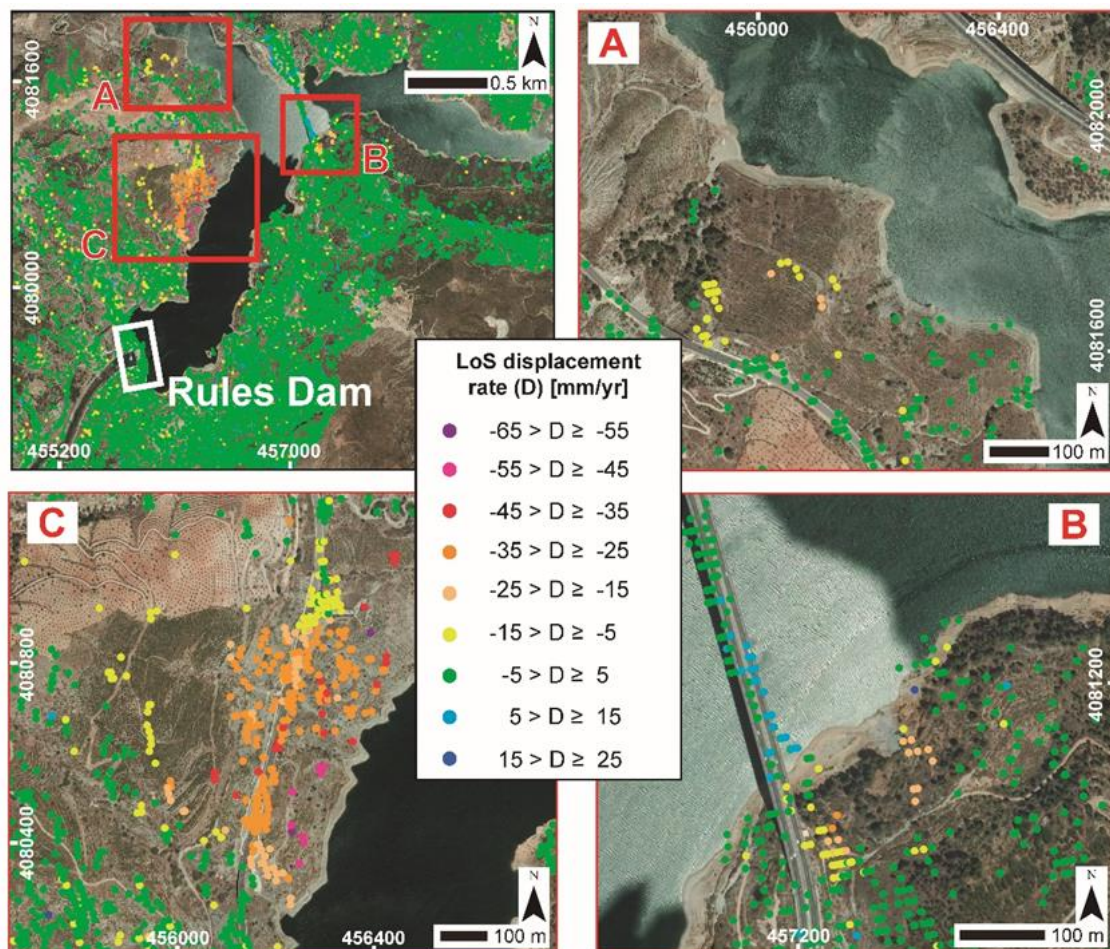 N
0.5 km
4081600
A
B
C
4080000
Rules Dam
455200
457000
A
456000
456400
4082000
4081600
N
100 m
LoS displacement
rate (D) [mm/yr]
-65 > D ≥ -55
-55 > D ≥ -45
-45 > D ≥ -35
-35 > D ≥ -25
-25 > D ≥ -15
-15 > D ≥ -5
-5 > D ≥ 5
5 > D ≥ 15
15 > D ≥ 25
C
4080800
4080400
456000
456400
N
100 m
B
4081200
457200
N
100 m